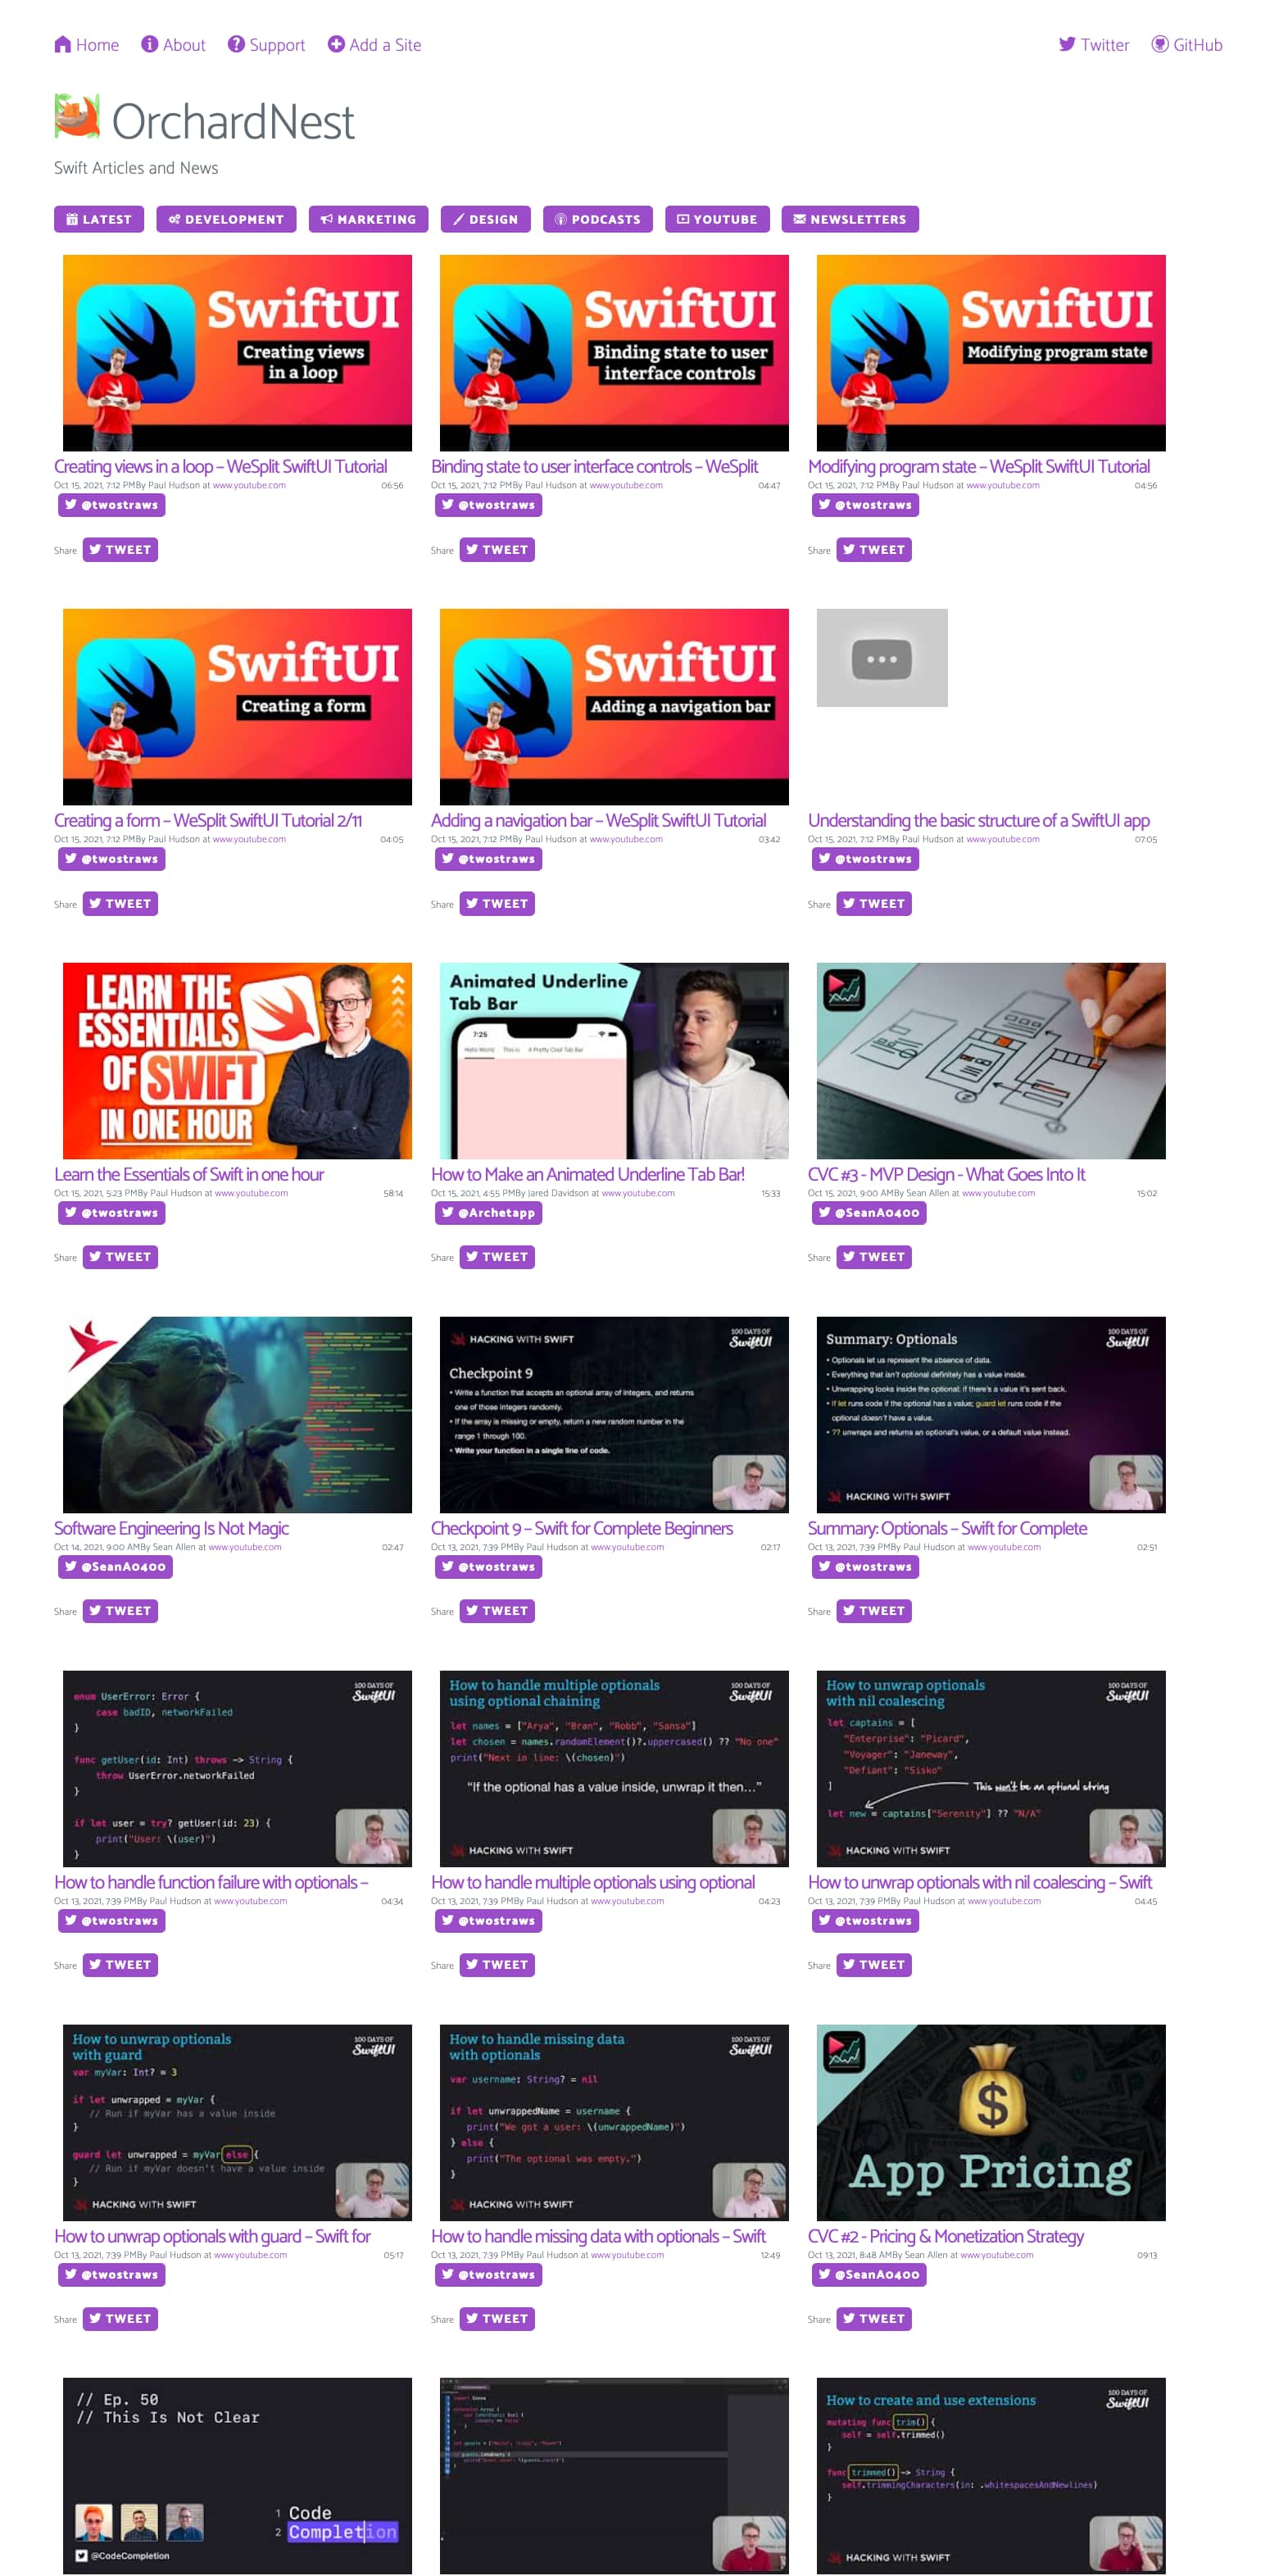 Home About Support Add a Site Twitter GitHub
OrchardNest
Swift Articles and News
LATEST DEVELOPMENT MARKETING DESIGN PODCASTS YOUTUBE NEWSLETTERS
SwiftUI
Creating views
in a loop
SwiftUI
Binding state to user
interface controls
SwiftUI
Modifying program state
Creating views in a loop – WeSplit SwiftUI Tutorial
Oct 15, 2021, 7:12 PMBy Paul Hudson at www.youtube.com 06:56
@twostraws
Share TWEET
Binding state to user interface controls – WeSplit
Oct 15, 2021, 7:12 PMBy Paul Hudson at www.youtube.com 04:47
@twostraws
Share TWEET
Modifying program state – WeSplit SwiftUI Tutorial
Oct 15, 2021, 7:12 PMBy Paul Hudson at www.youtube.com 04:56
@twostraws
Share TWEET
SwiftUI
Creating a form
SwiftUI
Adding a navigation bar
Creating a form – WeSplit SwiftUI Tutorial 2/11
Oct 15, 2021, 7:12 PMBy Paul Hudson at www.youtube.com 04:05
@twostraws
Share TWEET
Adding a navigation bar – WeSplit SwiftUI Tutorial
Oct 15, 2021, 7:12 PMBy Paul Hudson at www.youtube.com 03:42
@twostraws
Share TWEET
Understanding the basic structure of a SwiftUI app
Oct 15, 2021, 7:12 PMBy Paul Hudson at www.youtube.com 07:05
@twostraws
Share TWEET
LEARN THE
ESSENTIALS
OF SWIFT
IN ONE HOUR
Animated Underline
Tab Bar
7:25
Hello World This is A Pretty Cool Tab Bar
Learn the Essentials of Swift in one hour
Oct 15, 2021, 5:23 PMBy Paul Hudson at www.youtube.com 58:14
@twostraws
Share TWEET
How to Make an Animated Underline Tab Bar!
Oct 15, 2021, 4:55 PMBy Jared Davidson at www.youtube.com 15:33
@Archetapp
Share TWEET
CVC #3 - MVP Design - What Goes Into It
Oct 15, 2021, 9:00 AMBy Sean Allen at www.youtube.com 15:02
@SeanA0400
Share TWEET
HACKING WITH SWIFT
100 DAYS OF
SwiftUI
Checkpoint 9
• Write a function that accepts an optional array of integers, and returns
one of those integers randomly.
• If the array is missing or empty, return a new random number in the
range 1 through 100.
• Write your function in a single line of code.
Summary: Optionals
100 DAYS OF
SwiftUI
• Optionals let us represent the absence of data.
• Everything that isn't optional definitely has a value inside.
• Unwrapping looks inside the optional: if there's a value it's sent back.
• if let runs code if the optional has a value; guard let runs code if the
optional doesn't have a value.
• ?? unwraps and returns an optional's value, or a default value instead.
HACKING WITH SWIFT
Software Engineering Is Not Magic
Oct 14, 2021, 9:00 AMBy Sean Allen at www.youtube.com 02:47
@SeanA0400
Share TWEET
Checkpoint 9 – Swift for Complete Beginners
Oct 13, 2021, 7:39 PMBy Paul Hudson at www.youtube.com 02:17
@twostraws
Share TWEET
Summary: Optionals – Swift for Complete
Oct 13, 2021, 7:39 PMBy Paul Hudson at www.youtube.com 02:51
@twostraws
Share TWEET
100 DAYS OF
SwiftUI
enum UserError: Error {
case badID, networkFailed
}
func getUser(id: Int) throws -> String {
throw UserError.networkFailed
}
if let user = try? getUser(id: 23) {
print("User: \(user)")
}
How to handle multiple optionals
using optional chaining
100 DAYS OF
SwiftUI
let names = ["Arya", "Bran", "Robb", "Sansa"]
let chosen = names.randomElement()?.uppercased() ?? "No one"
print("Next in line: \(chosen)")
“If the optional has a value inside, unwrap it then…”
HACKING WITH SWIFT
How to unwrap optionals
with nil coalescing
100 DAYS OF
SwiftUI
let captains = [
"Enterprise": "Picard",
"Voyager": "Janeway",
"Defiant": "Sisko"
]
This won't be an optional string
let new = captains["Serenity"] ?? "N/A"
HACKING WITH SWIFT
How to handle function failure with optionals –
Oct 13, 2021, 7:39 PMBy Paul Hudson at www.youtube.com 04:34
@twostraws
Share TWEET
How to handle multiple optionals using optional
Oct 13, 2021, 7:39 PMBy Paul Hudson at www.youtube.com 04:23
@twostraws
Share TWEET
How to unwrap optionals with nil coalescing – Swift
Oct 13, 2021, 7:39 PMBy Paul Hudson at www.youtube.com 04:45
@twostraws
Share TWEET
How to unwrap optionals
with guard
100 DAYS OF
SwiftUI
var myVar: Int? = 3
if let unwrapped = myVar {
// Run if myVar has a value inside
}
guard let unwrapped = myVar else {
// Run if myVar doesn't have a value inside
}
HACKING WITH SWIFT
How to handle missing data
with optionals
100 DAYS OF
SwiftUI
var username: String? = nil
if let unwrappedName = username {
print("We got a user: \(unwrappedName)")
} else {
print("The optional was empty.")
}
HACKING WITH SWIFT
$
App Pricing
How to unwrap optionals with guard – Swift for
Oct 13, 2021, 7:39 PMBy Paul Hudson at www.youtube.com 05:17
@twostraws
Share TWEET
How to handle missing data with optionals – Swift
Oct 13, 2021, 7:39 PMBy Paul Hudson at www.youtube.com 12:49
@twostraws
Share TWEET
CVC #2 - Pricing & Monetization Strategy
Oct 13, 2021, 8:48 AMBy Sean Allen at www.youtube.com 09:13
@SeanA0400
Share TWEET
// Ep. 50
// This Is Not Clear
1 Code
2 Completion
@CodeCompletion
How to create and use extensions
100 DAYS OF
SwiftUI
mutating func trim() {
self = self.trimmed()
}
func trimmed() -> String {
self.trimmingCharacters(in: .whitespacesAndNewlines)
}
HACKING WITH SWIFT